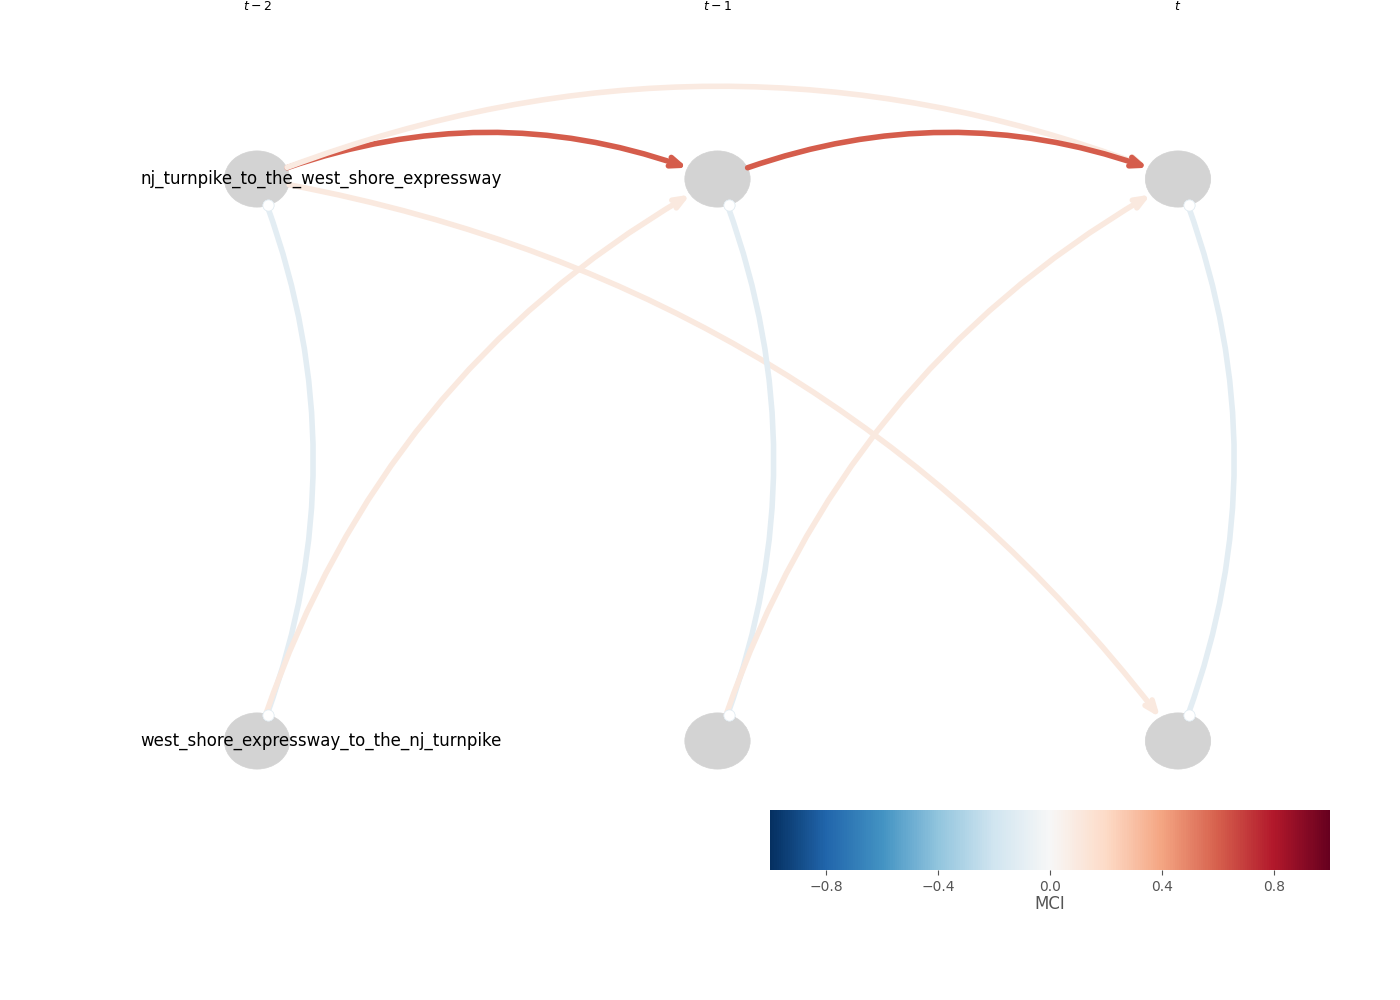 t − 2
t − 1
t
nj_turnpike_to_the_west_shore_expressway
west_shore_expressway_to_the_nj_turnpike
−0.8
−0.4
0.0
0.4
0.8
MCI